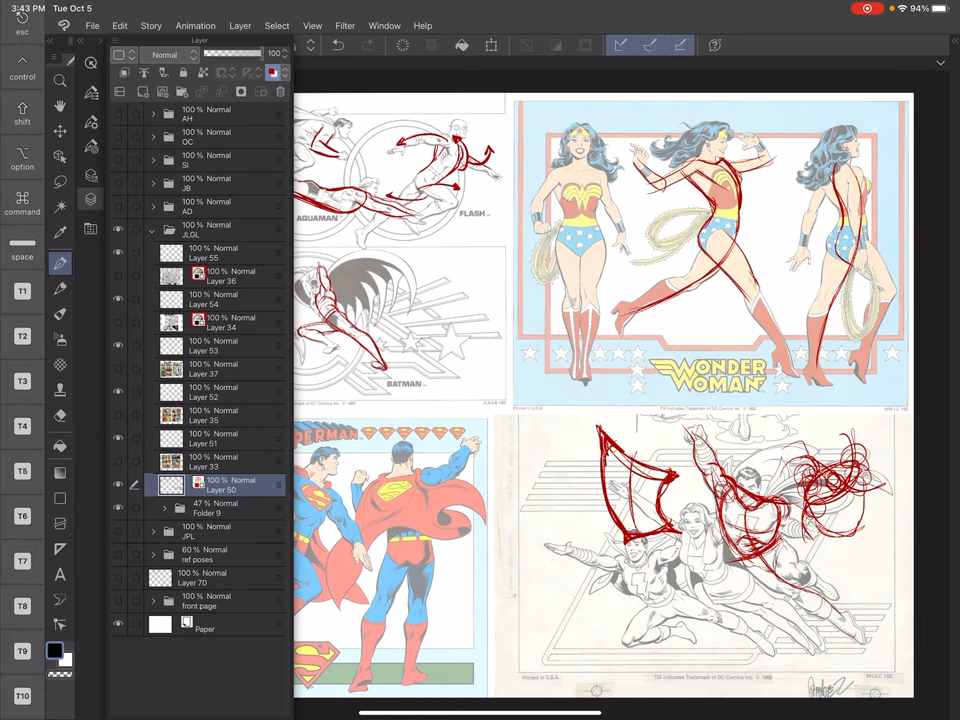 3:43 PM Tue Oct 5
94%
File Edit Story Animation Layer Select View Filter Window Help
esc
control
shift
option
command
space
T1
T2
T3
T4
T5
T6
T7
T8
T9
T10
Layer
Normal 100
100 % Normal
AH
100 % Normal
OC
100 % Normal
SI
100 % Normal
JB
100 % Normal
AD
100 % Normal
JLGL
100 % Normal
Layer 55
100 % Normal
Layer 36
100 % Normal
Layer 54
100 % Normal
Layer 34
100 % Normal
Layer 53
100 % Normal
Layer 37
100 % Normal
Layer 52
100 % Normal
Layer 35
100 % Normal
Layer 51
100 % Normal
Layer 33
100 % Normal
Layer 50
47 % Normal
Folder 9
100 % Normal
JPL
60 % Normal
ref poses
100 % Normal
Layer 70
100 % Normal
front page
Paper
AQUAMAN™
FLASH™
BATMAN™
WONDER
WOMAN™
Printed in U.S.A.
TM indicates Trademark of DC Comics Inc. © 1982
PERMAN
Printed in U.S.A.
TM indicates Trademark of DC Comics Inc. © 1982